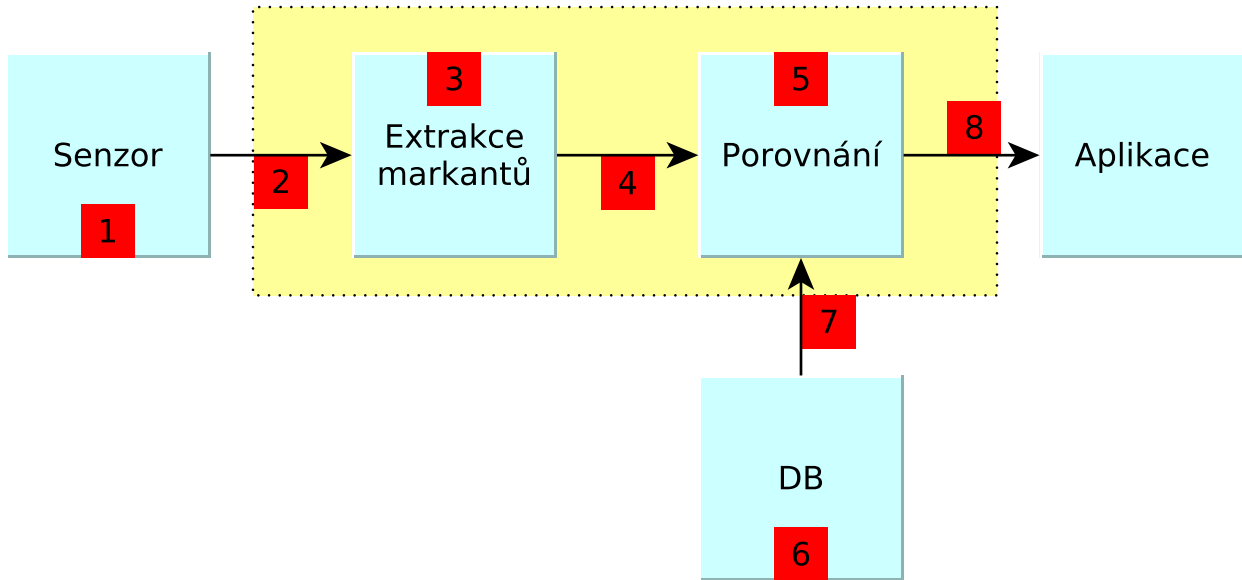 Senzor
1
2
3
Extrakce
markantů
4
5
Porovnání
8
Aplikace
7
DB
6